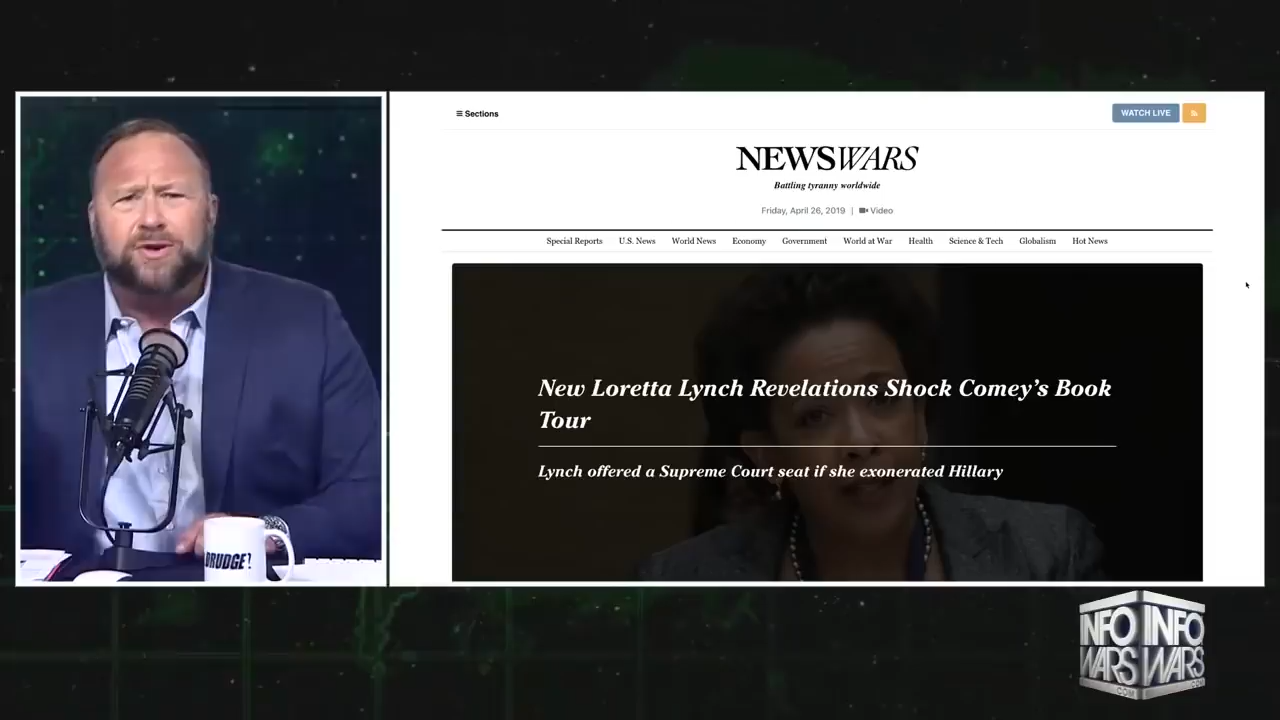 Sections
WATCH LIVE
NEWSWARS
Battling tyranny worldwide
Friday, April 26, 2019 | Video
Special Reports U.S. News World News Economy Government World at War Health Science & Tech Globalism Hot News
New Loretta Lynch Revelations Shock Comey's Book
Tour
Lynch offered a Supreme Court seat if she exonerated Hillary
DRUDGE?
INFO INFO
WARS WARS
.COM .COM